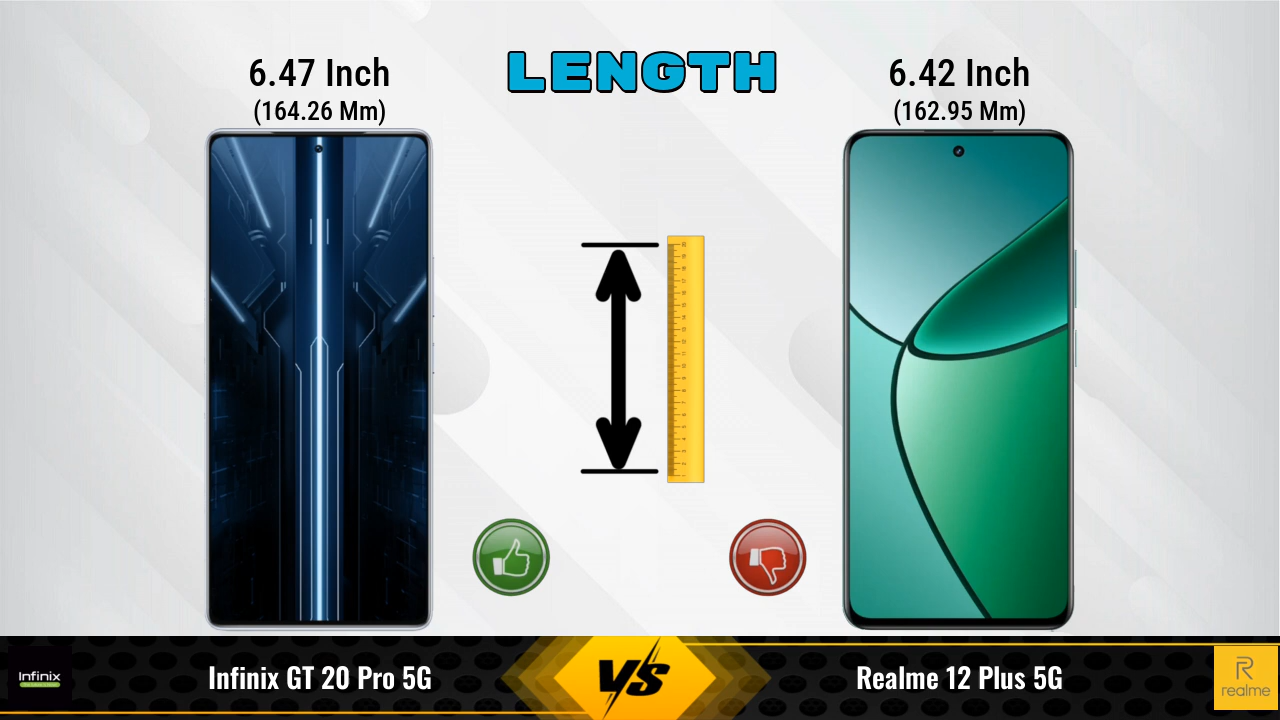 LENGTH
6.47 Inch
(164.26 Mm)
6.42 Inch
(162.95 Mm)
Infinix
Infinix GT 20 Pro 5G
VS
Realme 12 Plus 5G
R
realme